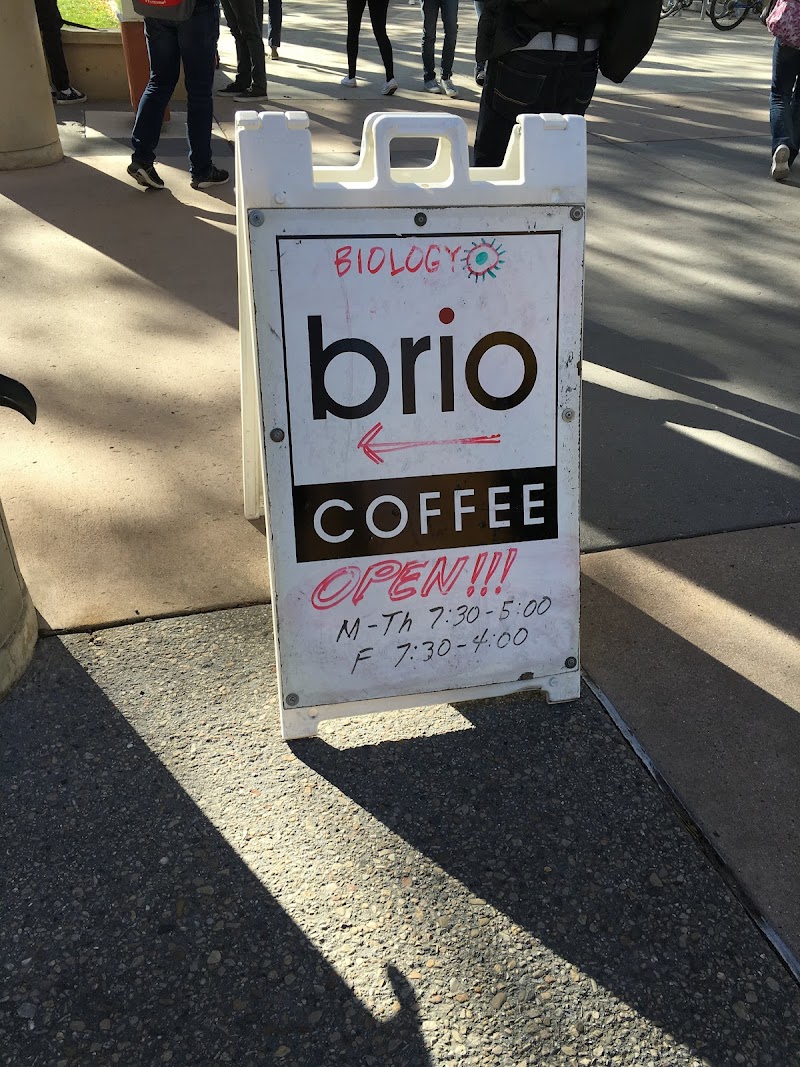 BIOLOGY
brio
COFFEE
OPEN!!!
M-Th 7:30-5:00
F 7:30-4:00